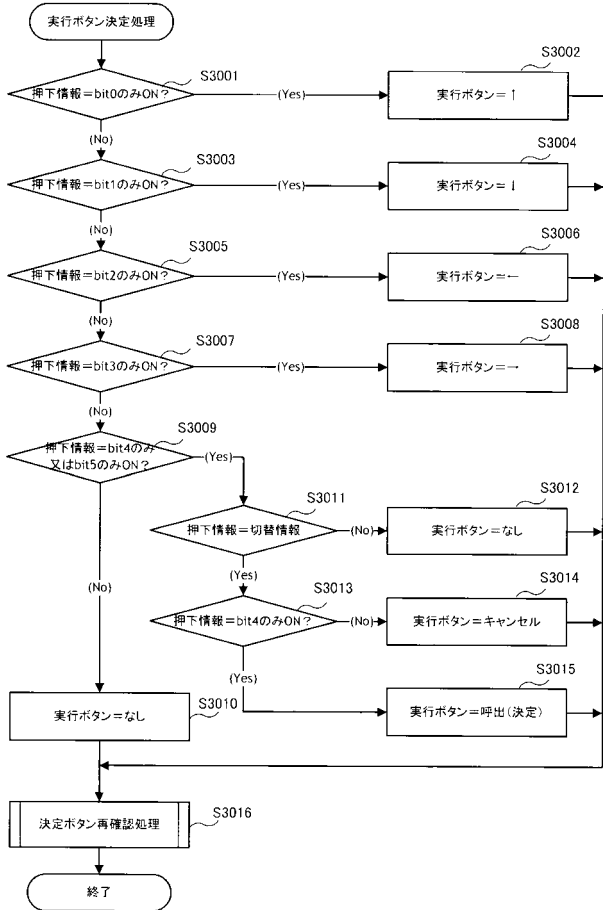 実行ボタン決定処理
S3001
押下情報=bit0のみON?
(Yes)
S3002
実行ボタン=↑
(No)
S3003
押下情報=bit1のみON?
(Yes)
S3004
実行ボタン=↓
(No)
S3005
押下情報=bit2のみON?
(Yes)
S3006
実行ボタン=←
(No)
S3007
押下情報=bit3のみON?
(Yes)
S3008
実行ボタン=→
(No)
S3009
押下情報=bit4のみ
又はbit5のみON?
(Yes)
S3011
押下情報=切替情報
(No)
S3012
実行ボタン=なし
(Yes)
(No)
S3013
押下情報=bit4のみON?
(No)
S3014
実行ボタン=キャンセル
(Yes)
S3015
実行ボタン=呼出(決定)
実行ボタン=なし
S3010
決定ボタン再確認処理
S3016
終了